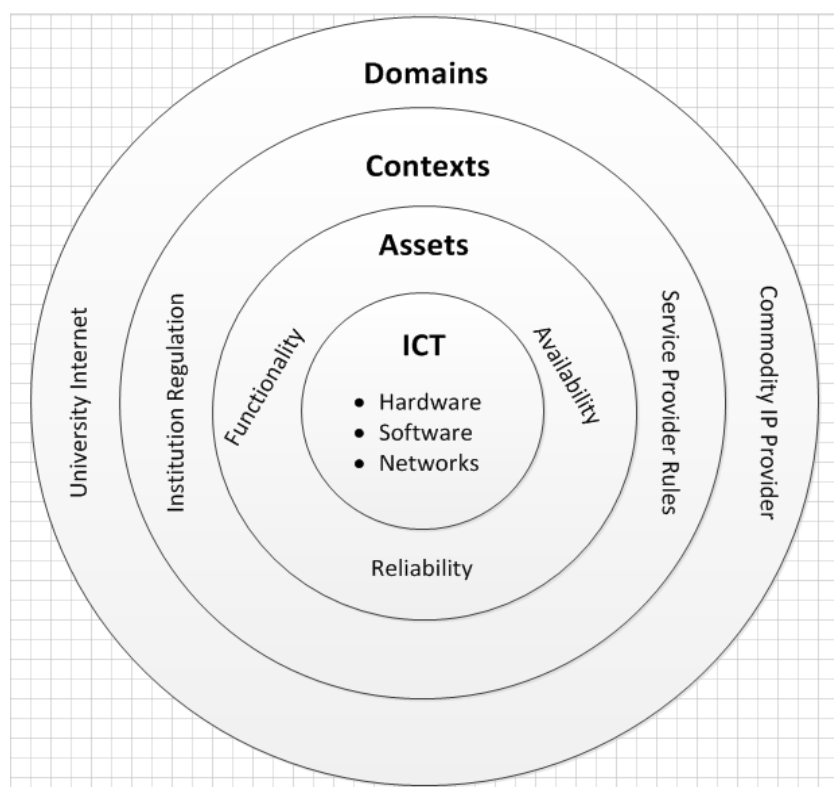 Domains
Contexts
Assets
ICT
• Hardware
• Software
• Networks
Functionality
Availability
Reliability
Institution Regulation
Service Provider Rules
University Internet
Commodity IP Provider